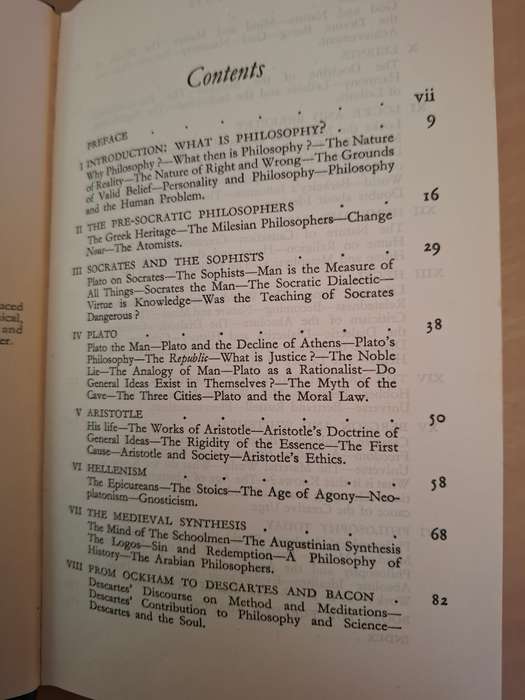 Contents
PREFACE . . . . . . . vii
I INTRODUCTION: WHAT IS PHILOSOPHY? . . 9
Why Philosophy?—What then is Philosophy?—The Nature
of Reality—The Nature of Right and Wrong—The Grounds
of Valid Belief—Personality and Philosophy—Philosophy
and the Human Problem.
II THE PRE-SOCRATIC PHILOSOPHERS . . . 16
The Greek Heritage—The Milesian Philosophers—Change
Nous—The Atomists.
III SOCRATES AND THE SOPHISTS . . . . 29
Plato on Socrates—The Sophists—Man is the Measure of
All Things—Socrates the Man—The Socratic Dialectic—
Virtue is Knowledge—Was the Teaching of Socrates
Dangerous?
IV PLATO . . . . . . . 38
Plato the Man—Plato and the Decline of Athens—Plato's
Philosophy—The Republic—What is Justice?—The Noble
Lie—The Analogy of Man—Plato as a Rationalist—Do
General Ideas Exist in Themselves?—The Myth of the
Cave—The Three Cities—Plato and the Moral Law.
V ARISTOTLE . . . . . . 50
His life—The Works of Aristotle—Aristotle's Doctrine of
General Ideas—The Rigidity of the Essence—The First
Cause—Aristotle and Society—Aristotle's Ethics.
VI HELLENISM . . . . . . 58
The Epicureans—The Stoics—The Age of Agony—Neo-
platonism—Gnosticism.
VII THE MEDIEVAL SYNTHESIS . . . . 68
The Mind of The Schoolmen—The Augustinian Synthesis
The Logos—Sin and Redemption—A Philosophy of
History—The Arabian Philosophers.
VIII FROM OCKHAM TO DESCARTES AND BACON . 82
Descartes' Discourse on Method and Meditations—
Descartes' Contribution to Philosophy and Science—
Descartes and the Soul.